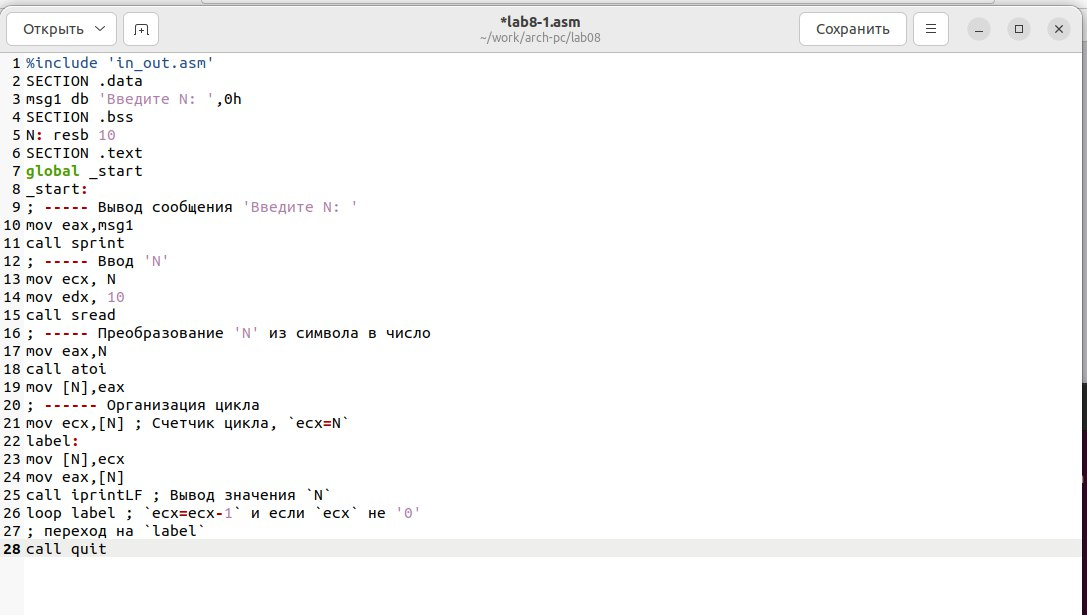 Открыть
*lab8-1.asm
~/work/arch-pc/lab08
Сохранить
1 %include 'in_out.asm'
2 SECTION .data
3 msg1 db 'Введите N: ',0h
4 SECTION .bss
5 N: resb 10
6 SECTION .text
7 global _start
8 _start:
9 ; ----- Вывод сообщения 'Введите N: '
10 mov eax,msg1
11 call sprint
12 ; ----- Ввод 'N'
13 mov ecx, N
14 mov edx, 10
15 call sread
16 ; ----- Преобразование 'N' из символа в число
17 mov eax,N
18 call atoi
19 mov [N],eax
20 ; ------ Организация цикла
21 mov ecx,[N] ; Счетчик цикла, `ecx=N`
22 label:
23 mov [N],ecx
24 mov eax,[N]
25 call iprintLF ; Вывод значения `N`
26 loop label ; `ecx=ecx-1` и если `ecx` не '0'
27 ; переход на `label`
28 call quit